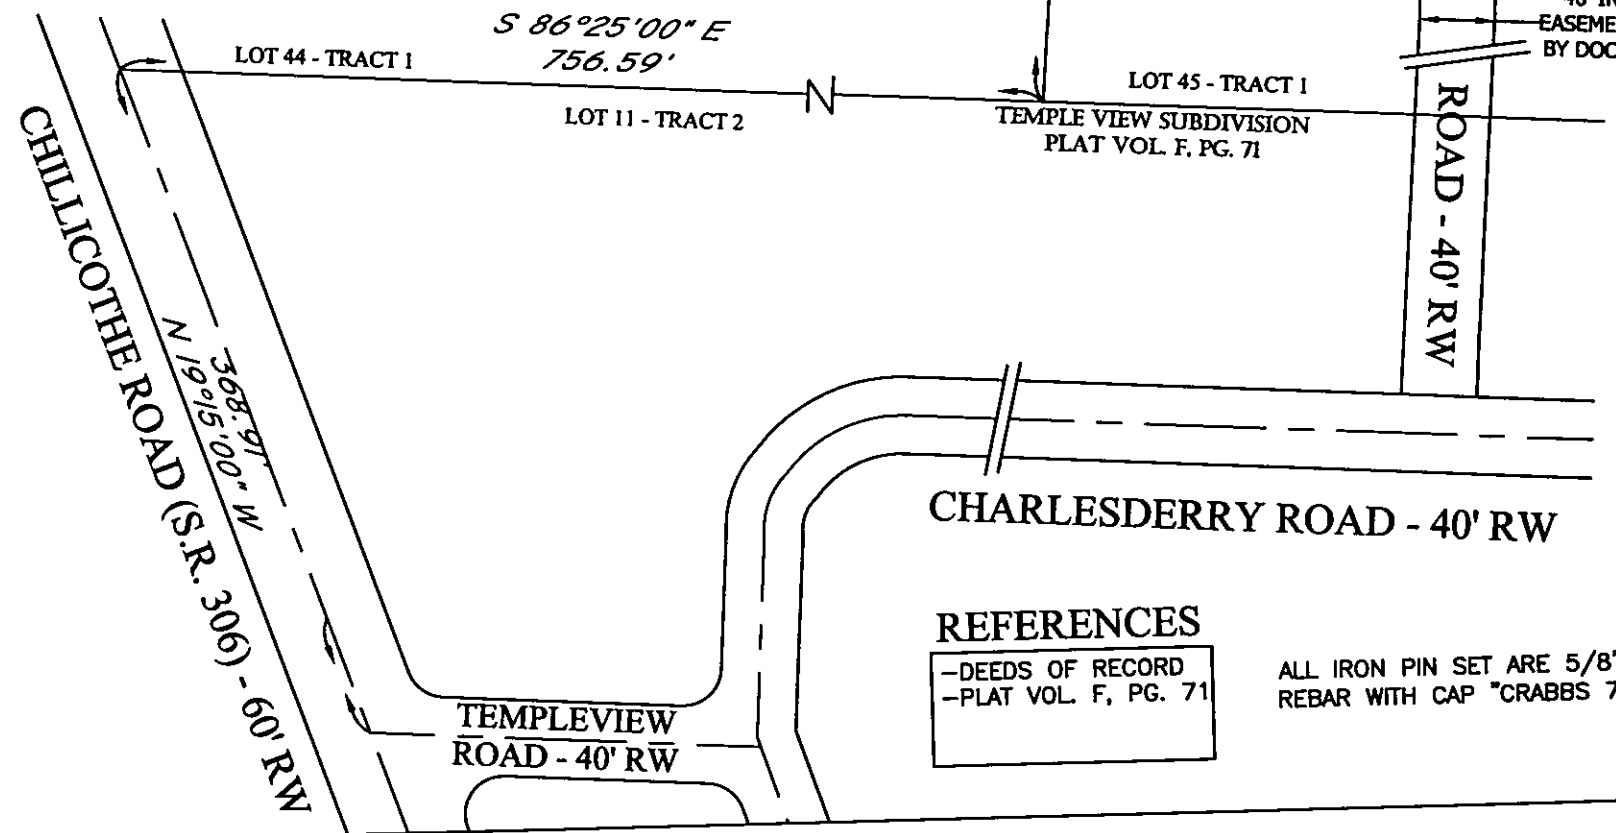 S 86°25'00" E
756.59'
LOT 44 - TRACT 1
LOT 11 - TRACT 2
N
LOT 45 - TRACT 1
TEMPLE VIEW SUBDIVISION
PLAT VOL. F, PG. 71
EASEME
BY DOC
ROAD - 40' RW
CHILLICOTHE ROAD (S.R. 306) - 60' RW
368.91'
N 19°15'00" W
CHARLESDERRY ROAD - 40' RW
REFERENCES
-DEEDS OF RECORD
-PLAT VOL. F, PG. 71
ALL IRON PIN SET ARE 5/8"
REBAR WITH CAP "CRABBS 7
TEMPLEVIEW
ROAD - 40' RW